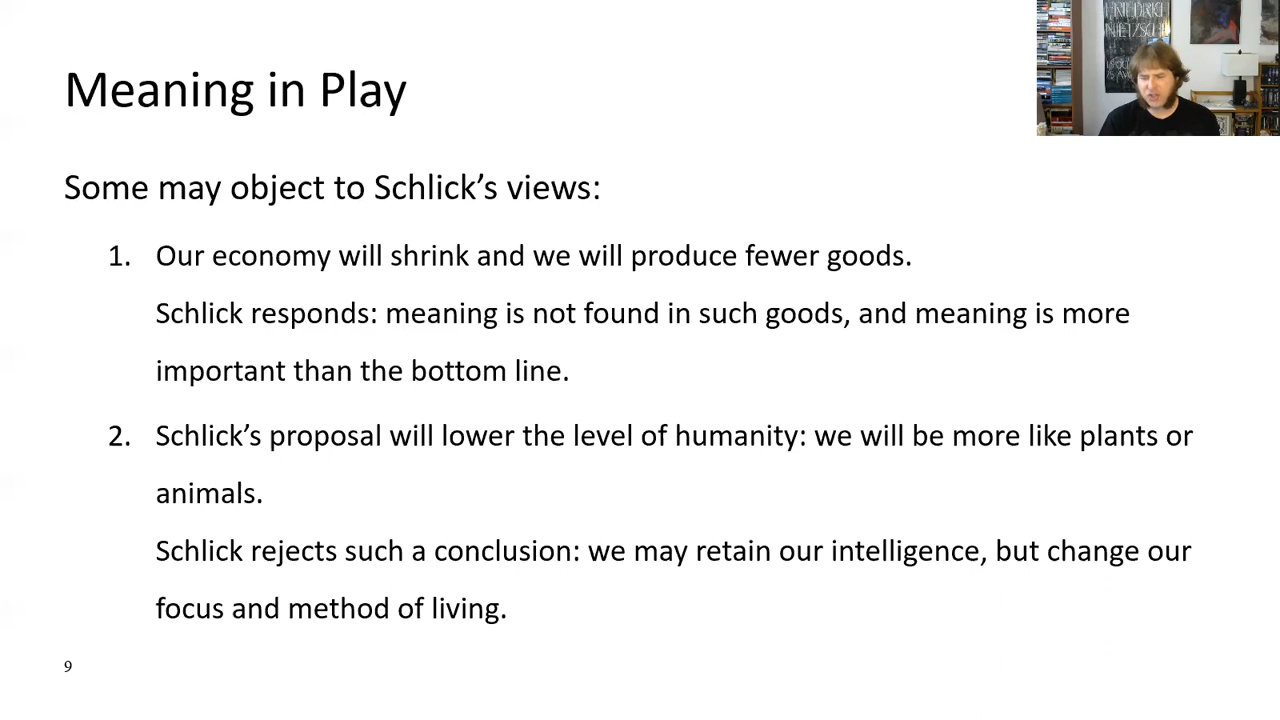 FRIEDRICH
NIETZSCHE
Meaning in Play
Some may object to Schlick’s views:
1. Our economy will shrink and we will produce fewer goods.
Schlick responds: meaning is not found in such goods, and meaning is more
important than the bottom line.
2. Schlick’s proposal will lower the level of humanity: we will be more like plants or
animals.
Schlick rejects such a conclusion: we may retain our intelligence, but change our
focus and method of living.
9